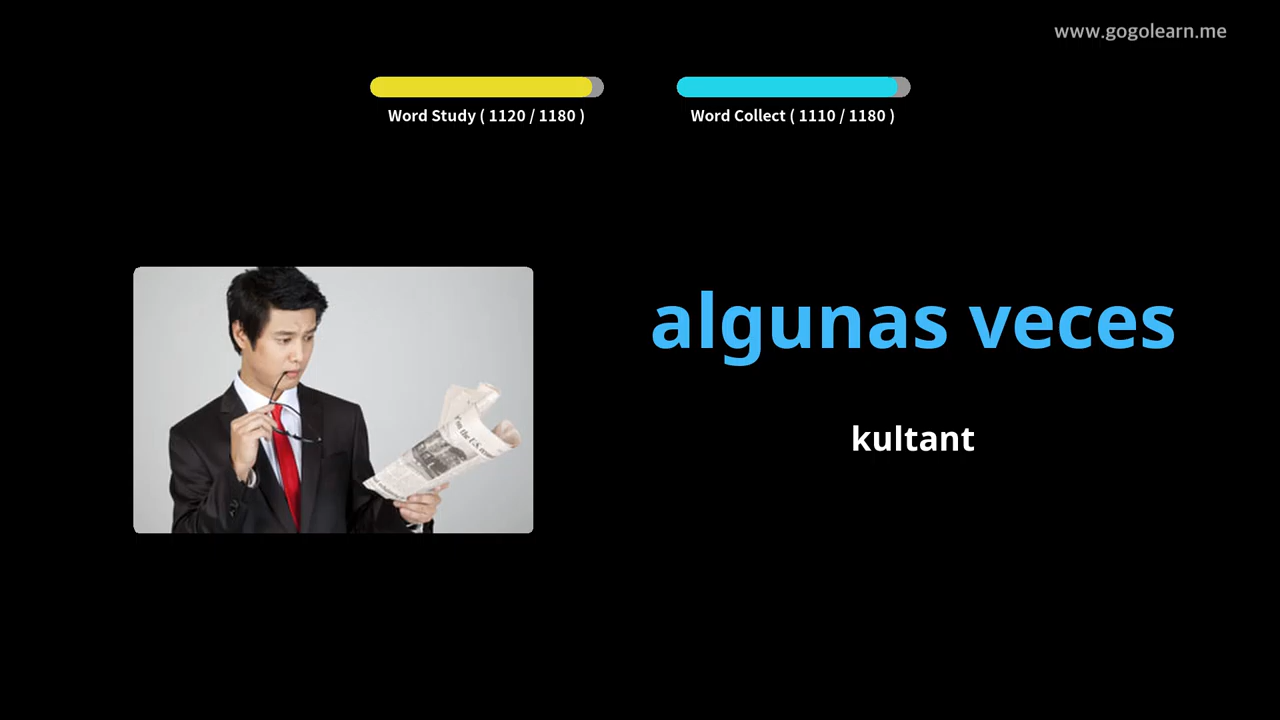 www.gogolearn.me
Word Study ( 1120 / 1180 )
Word Collect ( 1110 / 1180 )
algunas veces
kultant